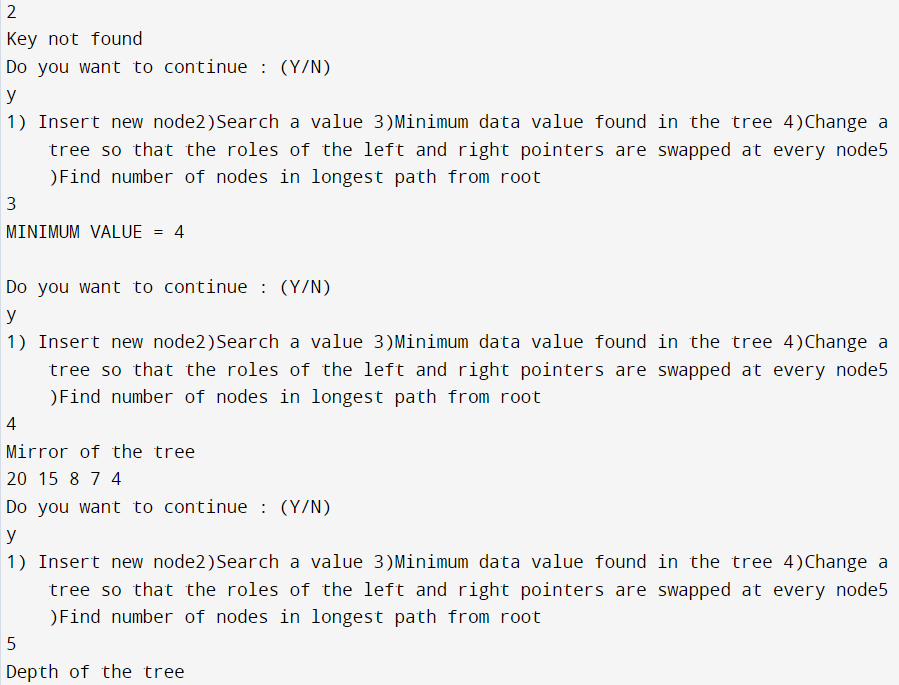 2
Key not found
Do you want to continue : (Y/N)
y
1) Insert new node2)Search a value 3)Minimum data value found in the tree 4)Change a
tree so that the roles of the left and right pointers are swapped at every node5
)Find number of nodes in longest path from root
3
MINIMUM VALUE = 4
Do you want to continue : (Y/N)
y
1) Insert new node2)Search a value 3)Minimum data value found in the tree 4)Change a
tree so that the roles of the left and right pointers are swapped at every node5
)Find number of nodes in longest path from root
4
Mirror of the tree
20 15 8 7 4
Do you want to continue : (Y/N)
y
1) Insert new node2)Search a value 3)Minimum data value found in the tree 4)Change a
tree so that the roles of the left and right pointers are swapped at every node5
)Find number of nodes in longest path from root
5
Depth of the tree